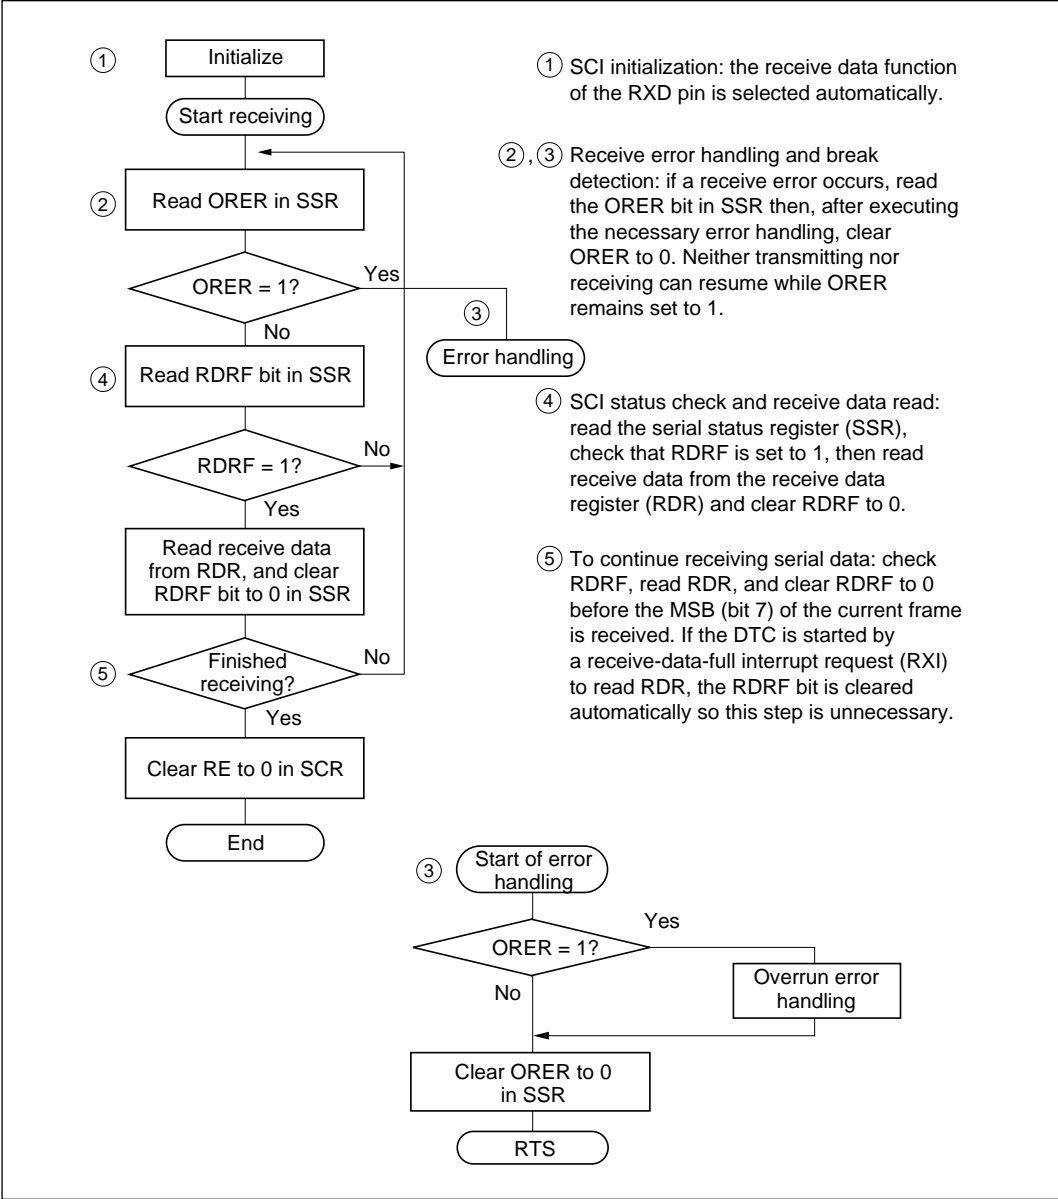 1
Initialize
Start receiving
2
Read ORER in SSR
ORER = 1?
Yes
No
3
Error handling
4
Read RDRF bit in SSR
RDRF = 1?
No
Yes
Read receive data
from RDR, and clear
RDRF bit to 0 in SSR
5
Finished
receiving?
No
Yes
Clear RE to 0 in SCR
End
1 SCI initialization: the receive data function
of the RXD pin is selected automatically.
2 , 3 Receive error handling and break
detection: if a receive error occurs, read
the ORER bit in SSR then, after executing
the necessary error handling, clear
ORER to 0. Neither transmitting nor
receiving can resume while ORER
remains set to 1.
4 SCI status check and receive data read:
read the serial status register (SSR),
check that RDRF is set to 1, then read
receive data from the receive data
register (RDR) and clear RDRF to 0.
5 To continue receiving serial data: check
RDRF, read RDR, and clear RDRF to 0
before the MSB (bit 7) of the current frame
is received. If the DTC is started by
a receive-data-full interrupt request (RXI)
to read RDR, the RDRF bit is cleared
automatically so this step is unnecessary.
3
Start of error
handling
ORER = 1?
Yes
No
Overrun error
handling
Clear ORER to 0
in SSR
RTS